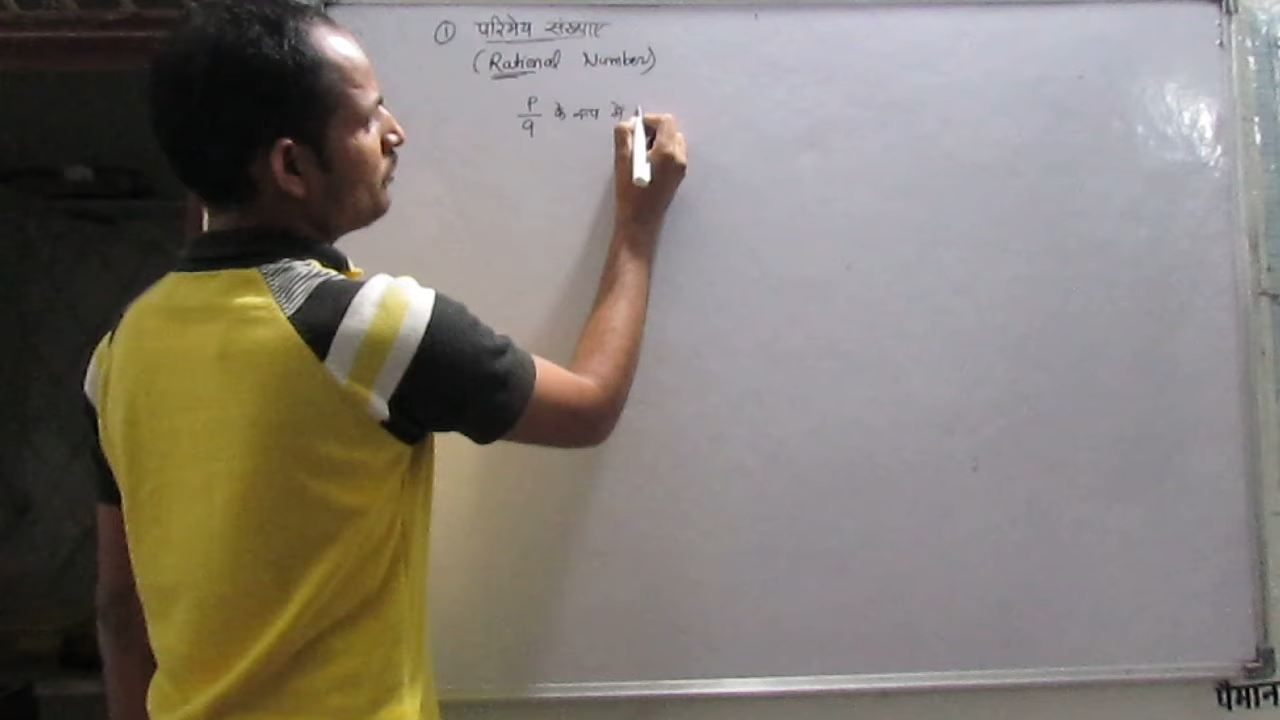 ① परिमेय संख्याए
(Rational Number)
P/q के रूप में
पैमान